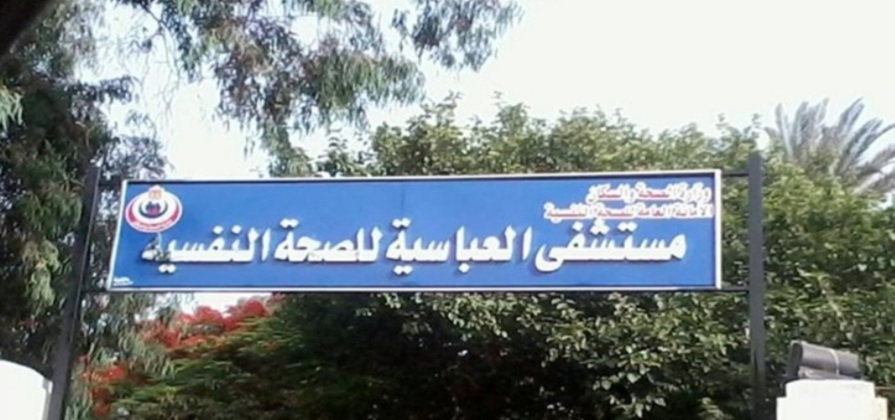 وزارة الصحة والسكان
الأمانة العامة للصحة النفسية
مستشفى العباسية للصحة النفسية